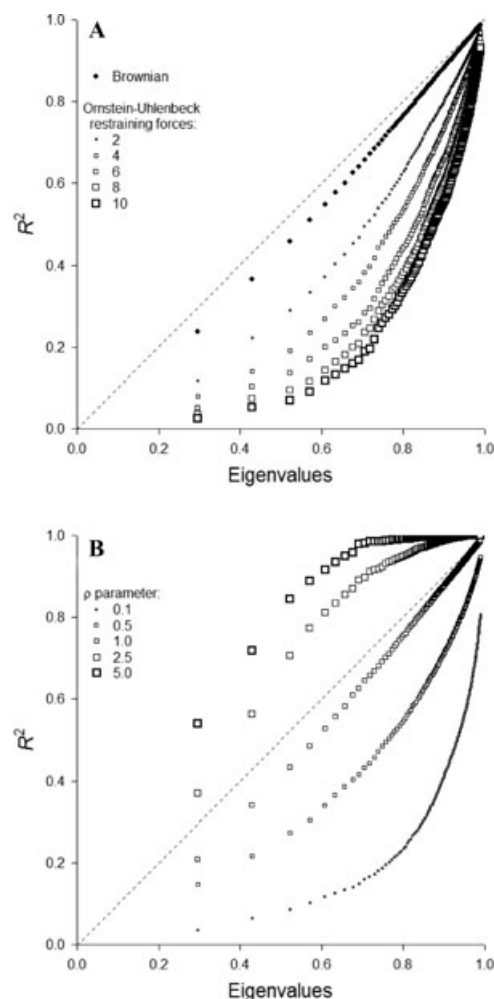 A
Brownian
Ornstein-Uhlenbeck
restraining forces:
2
4
6
8
10
R²
1.0
0.8
0.6
0.4
0.2
0.0
0.0 0.2 0.4 0.6 0.8 1.0
Eigenvalues
B
ρ parameter:
0.1
0.5
1.0
2.5
5.0
R²
1.0
0.8
0.6
0.4
0.2
0.0
0.0 0.2 0.4 0.6 0.8 1.0
Eigenvalues